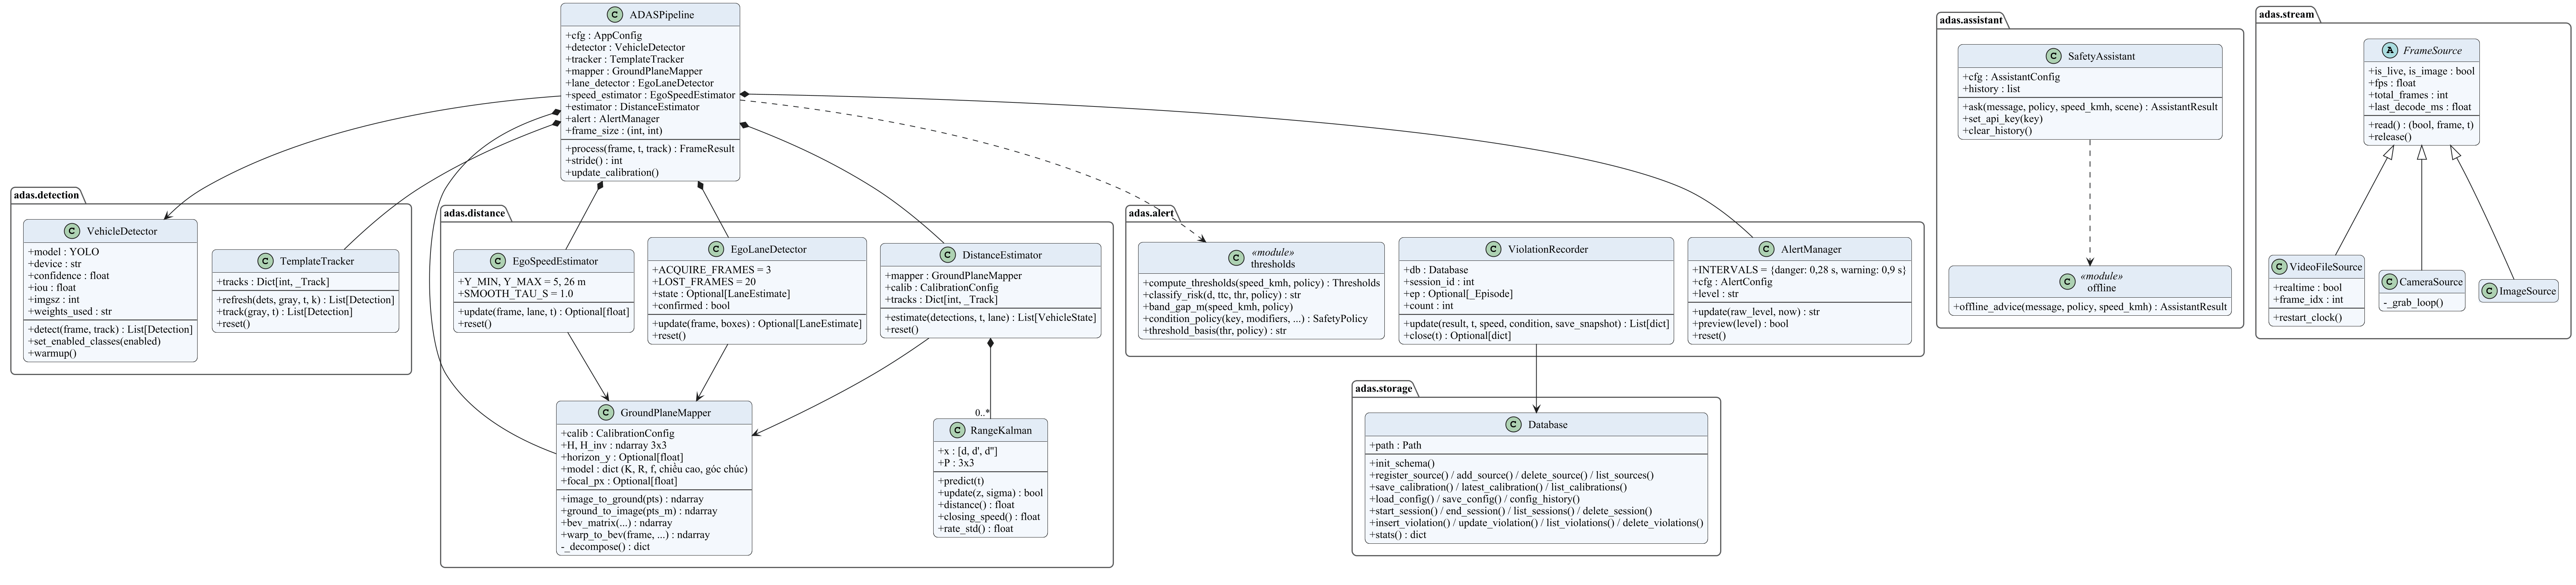 C ADASPipeline
+cfg : AppConfig
+detector : VehicleDetector
+tracker : TemplateTracker
+mapper : GroundPlaneMapper
+lane_detector : EgoLaneDetector
+speed_estimator : EgoSpeedEstimator
+estimator : DistanceEstimator
+alert : AlertManager
+frame_size : (int, int)
+process(frame, t, track) : FrameResult
+stride() : int
+update_calibration()
adas.detection
C VehicleDetector
+model : YOLO
+device : str
+confidence : float
+iou : float
+imgsz : int
+weights_used : str
+detect(frame, track) : List[Detection]
+set_enabled_classes(enabled)
+warmup()
C TemplateTracker
+tracks : Dict[int, _Track]
+refresh(dets, gray, t, k) : List[Detection]
+track(gray, t) : List[Detection]
+reset()
adas.distance
C EgoSpeedEstimator
+Y_MIN, Y_MAX = 5, 26 m
+SMOOTH_TAU_S = 1.0
+update(frame, lane, t) : Optional[float]
+reset()
C EgoLaneDetector
+ACQUIRE_FRAMES = 3
+LOST_FRAMES = 20
+state : Optional[LaneEstimate]
+confirmed : bool
+update(frame, boxes) : Optional[LaneEstimate]
+reset()
C DistanceEstimator
+mapper : GroundPlaneMapper
+calib : CalibrationConfig
+tracks : Dict[int, _Track]
+estimate(detections, t, lane) : List[VehicleState]
+reset()
C GroundPlaneMapper
+calib : CalibrationConfig
+H, H_inv : ndarray 3x3
+horizon_y : Optional[float]
+model : dict (K, R, f, chiều cao, góc chúc)
+focal_px : Optional[float]
+image_to_ground(pts) : ndarray
+ground_to_image(pts_m) : ndarray
+bev_matrix(...) : ndarray
+warp_to_bev(frame, ...) : ndarray
-_decompose() : dict
0..*
C RangeKalman
+x : [d, d', d'']
+P : 3x3
+predict(t)
+update(z, sigma) : bool
+distance() : float
+closing_speed() : float
+rate_std() : float
adas.alert
C «module»
thresholds
+compute_thresholds(speed_kmh, policy) : Thresholds
+classify_risk(d, ttc, thr, policy) : str
+band_gap_m(speed_kmh, policy)
+condition_policy(key, modifiers, ...) : SafetyPolicy
+threshold_basis(thr, policy) : str
C ViolationRecorder
+db : Database
+session_id : int
+ep : Optional[_Episode]
+count : int
+update(result, t, speed, condition, save_snapshot) : List[dict]
+close(t) : Optional[dict]
C AlertManager
+INTERVALS = {danger: 0,28 s, warning: 0,9 s}
+cfg : AlertConfig
+level : str
+update(raw_level, now) : str
+preview(level) : bool
+reset()
adas.storage
C Database
+path : Path
+init_schema()
+register_source() / add_source() / delete_source() / list_sources()
+save_calibration() / latest_calibration() / list_calibrations()
+load_config() / save_config() / config_history()
+start_session() / end_session() / list_sessions() / delete_session()
+insert_violation() / update_violation() / list_violations() / delete_violations()
+stats() : dict
adas.assistant
C SafetyAssistant
+cfg : AssistantConfig
+history : list
+ask(message, policy, speed_kmh, scene) : AssistantResult
+set_api_key(key)
+clear_history()
C «module»
offline
+offline_advice(message, policy, speed_kmh) : AssistantResult
adas.stream
A FrameSource
+is_live, is_image : bool
+fps : float
+total_frames : int
+last_decode_ms : float
+read() : (bool, frame, t)
+release()
C VideoFileSource
+realtime : bool
+frame_idx : int
+restart_clock()
C CameraSource
-_grab_loop()
C ImageSource